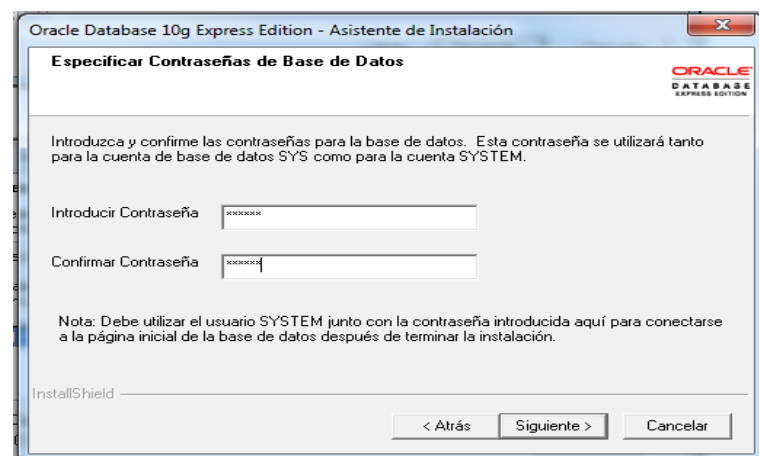 Oracle Database 10g Express Edition - Asistente de Instalación
Especificar Contraseñas de Base de Datos
ORACLE
DATABASE
EXPRESS EDITION
Introduzca y confirme las contraseñas para la base de datos. Esta contraseña se utilizará tanto
para la cuenta de base de datos SYS como para la cuenta SYSTEM.
Introducir Contraseña
××××××
Confirmar Contraseña
××××××
Nota: Debe utilizar el usuario SYSTEM junto con la contraseña introducida aquí para conectarse
a la página inicial de la base de datos después de terminar la instalación.
InstallShield
< Atrás
Siguiente >
Cancelar